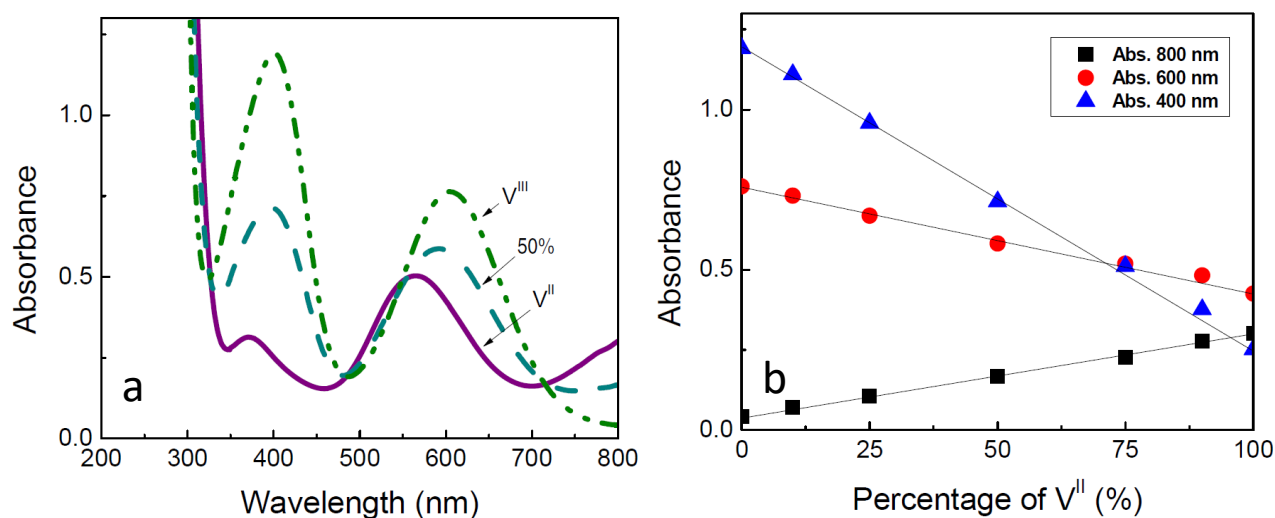 1.0
0.5
0.0
Absorbance
V^III
50%
V^II
a
200 300 400 500 600 700 800
Wavelength (nm)
1.0
0.5
0.0
Absorbance
Abs. 800 nm
Abs. 600 nm
Abs. 400 nm
b
0 25 50 75 100
Percentage of V^II (%)